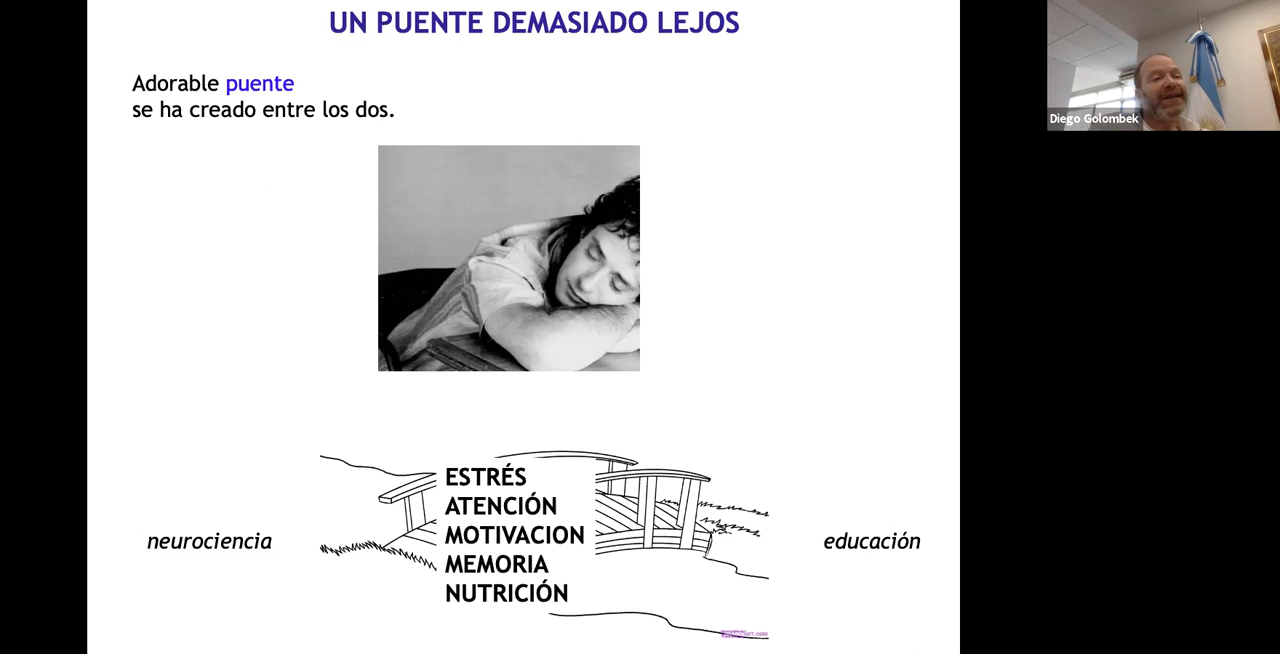 UN PUENTE DEMASIADO LEJOS
Adorable puente
se ha creado entre los dos.
Diego Golombek
ESTRÉS
ATENCIÓN
MOTIVACION
MEMORIA
NUTRICIÓN
neurociencia
educación